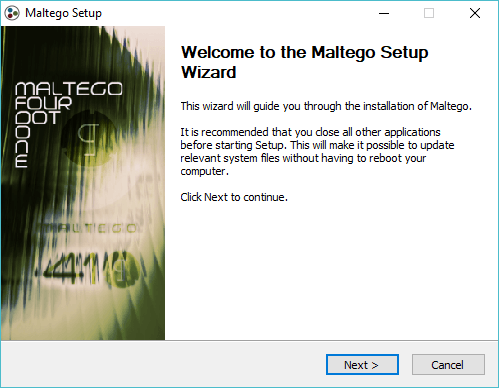 Maltego Setup
MALTEGO
FOUR
DOT
ONE
MALTEGO
Welcome to the Maltego Setup
Wizard
This wizard will guide you through the installation of Maltego.
It is recommended that you close all other applications
before starting Setup. This will make it possible to update
relevant system files without having to reboot your
computer.
Click Next to continue.
Next >
Cancel